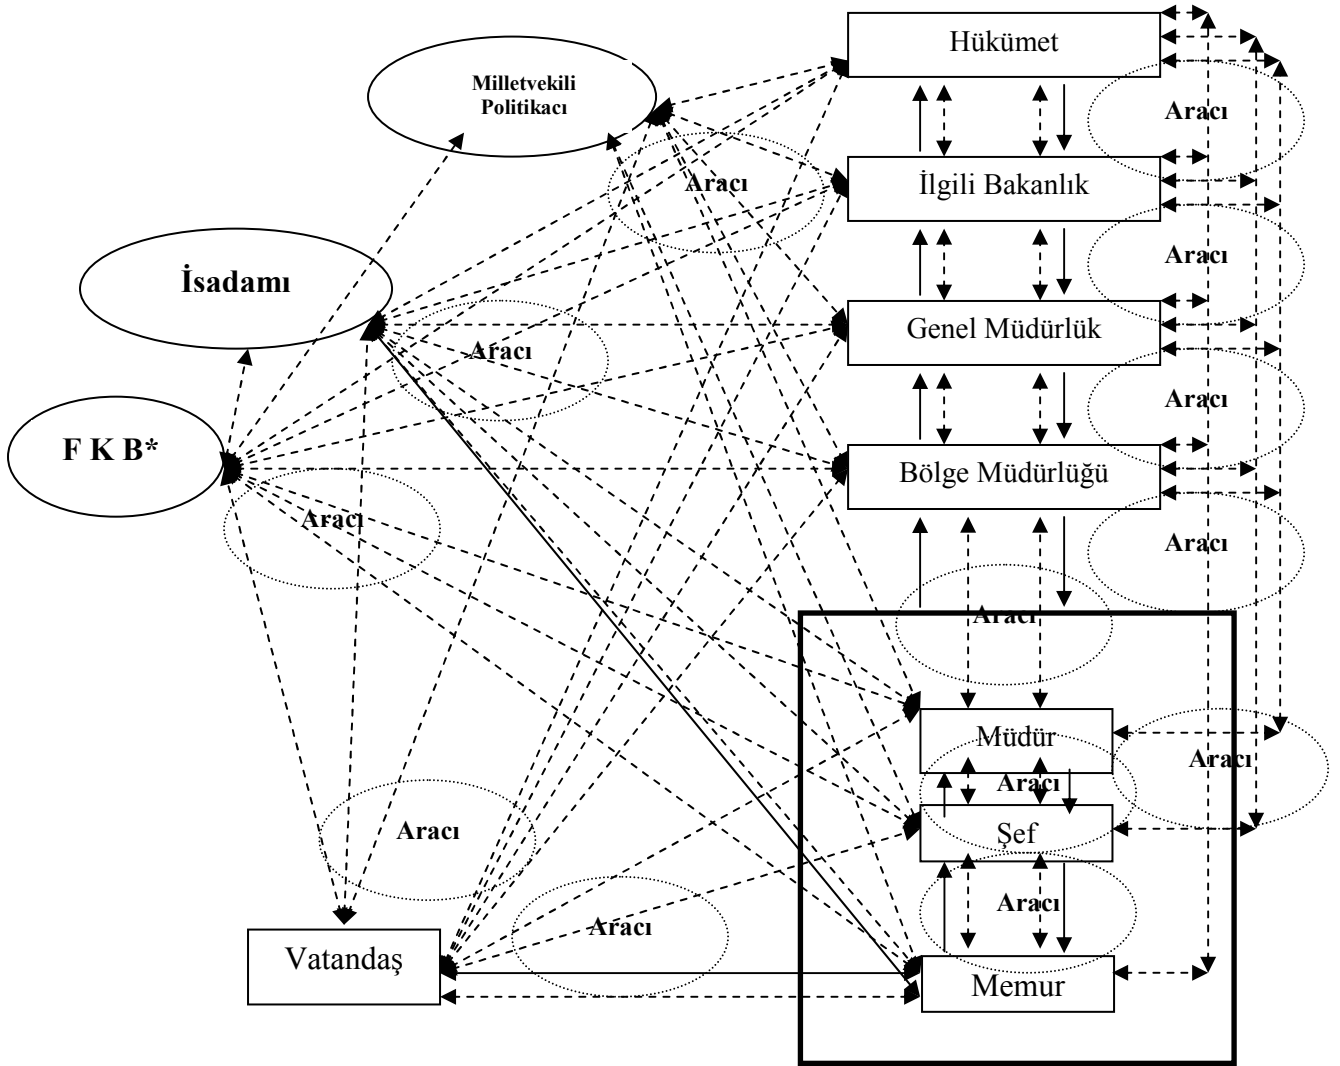 Hükümet
Milletvekili
Politikacı
Aracı
İlgili Bakanlık
Aracı
Aracı
İsadamı
Genel Müdürlük
Aracı
Aracı
F K B*
Bölge Müdürlüğü
Aracı
Aracı
Aracı
Müdür
Aracı
Aracı
Aracı
Şef
Aracı
Aracı
Vatandaş
Memur